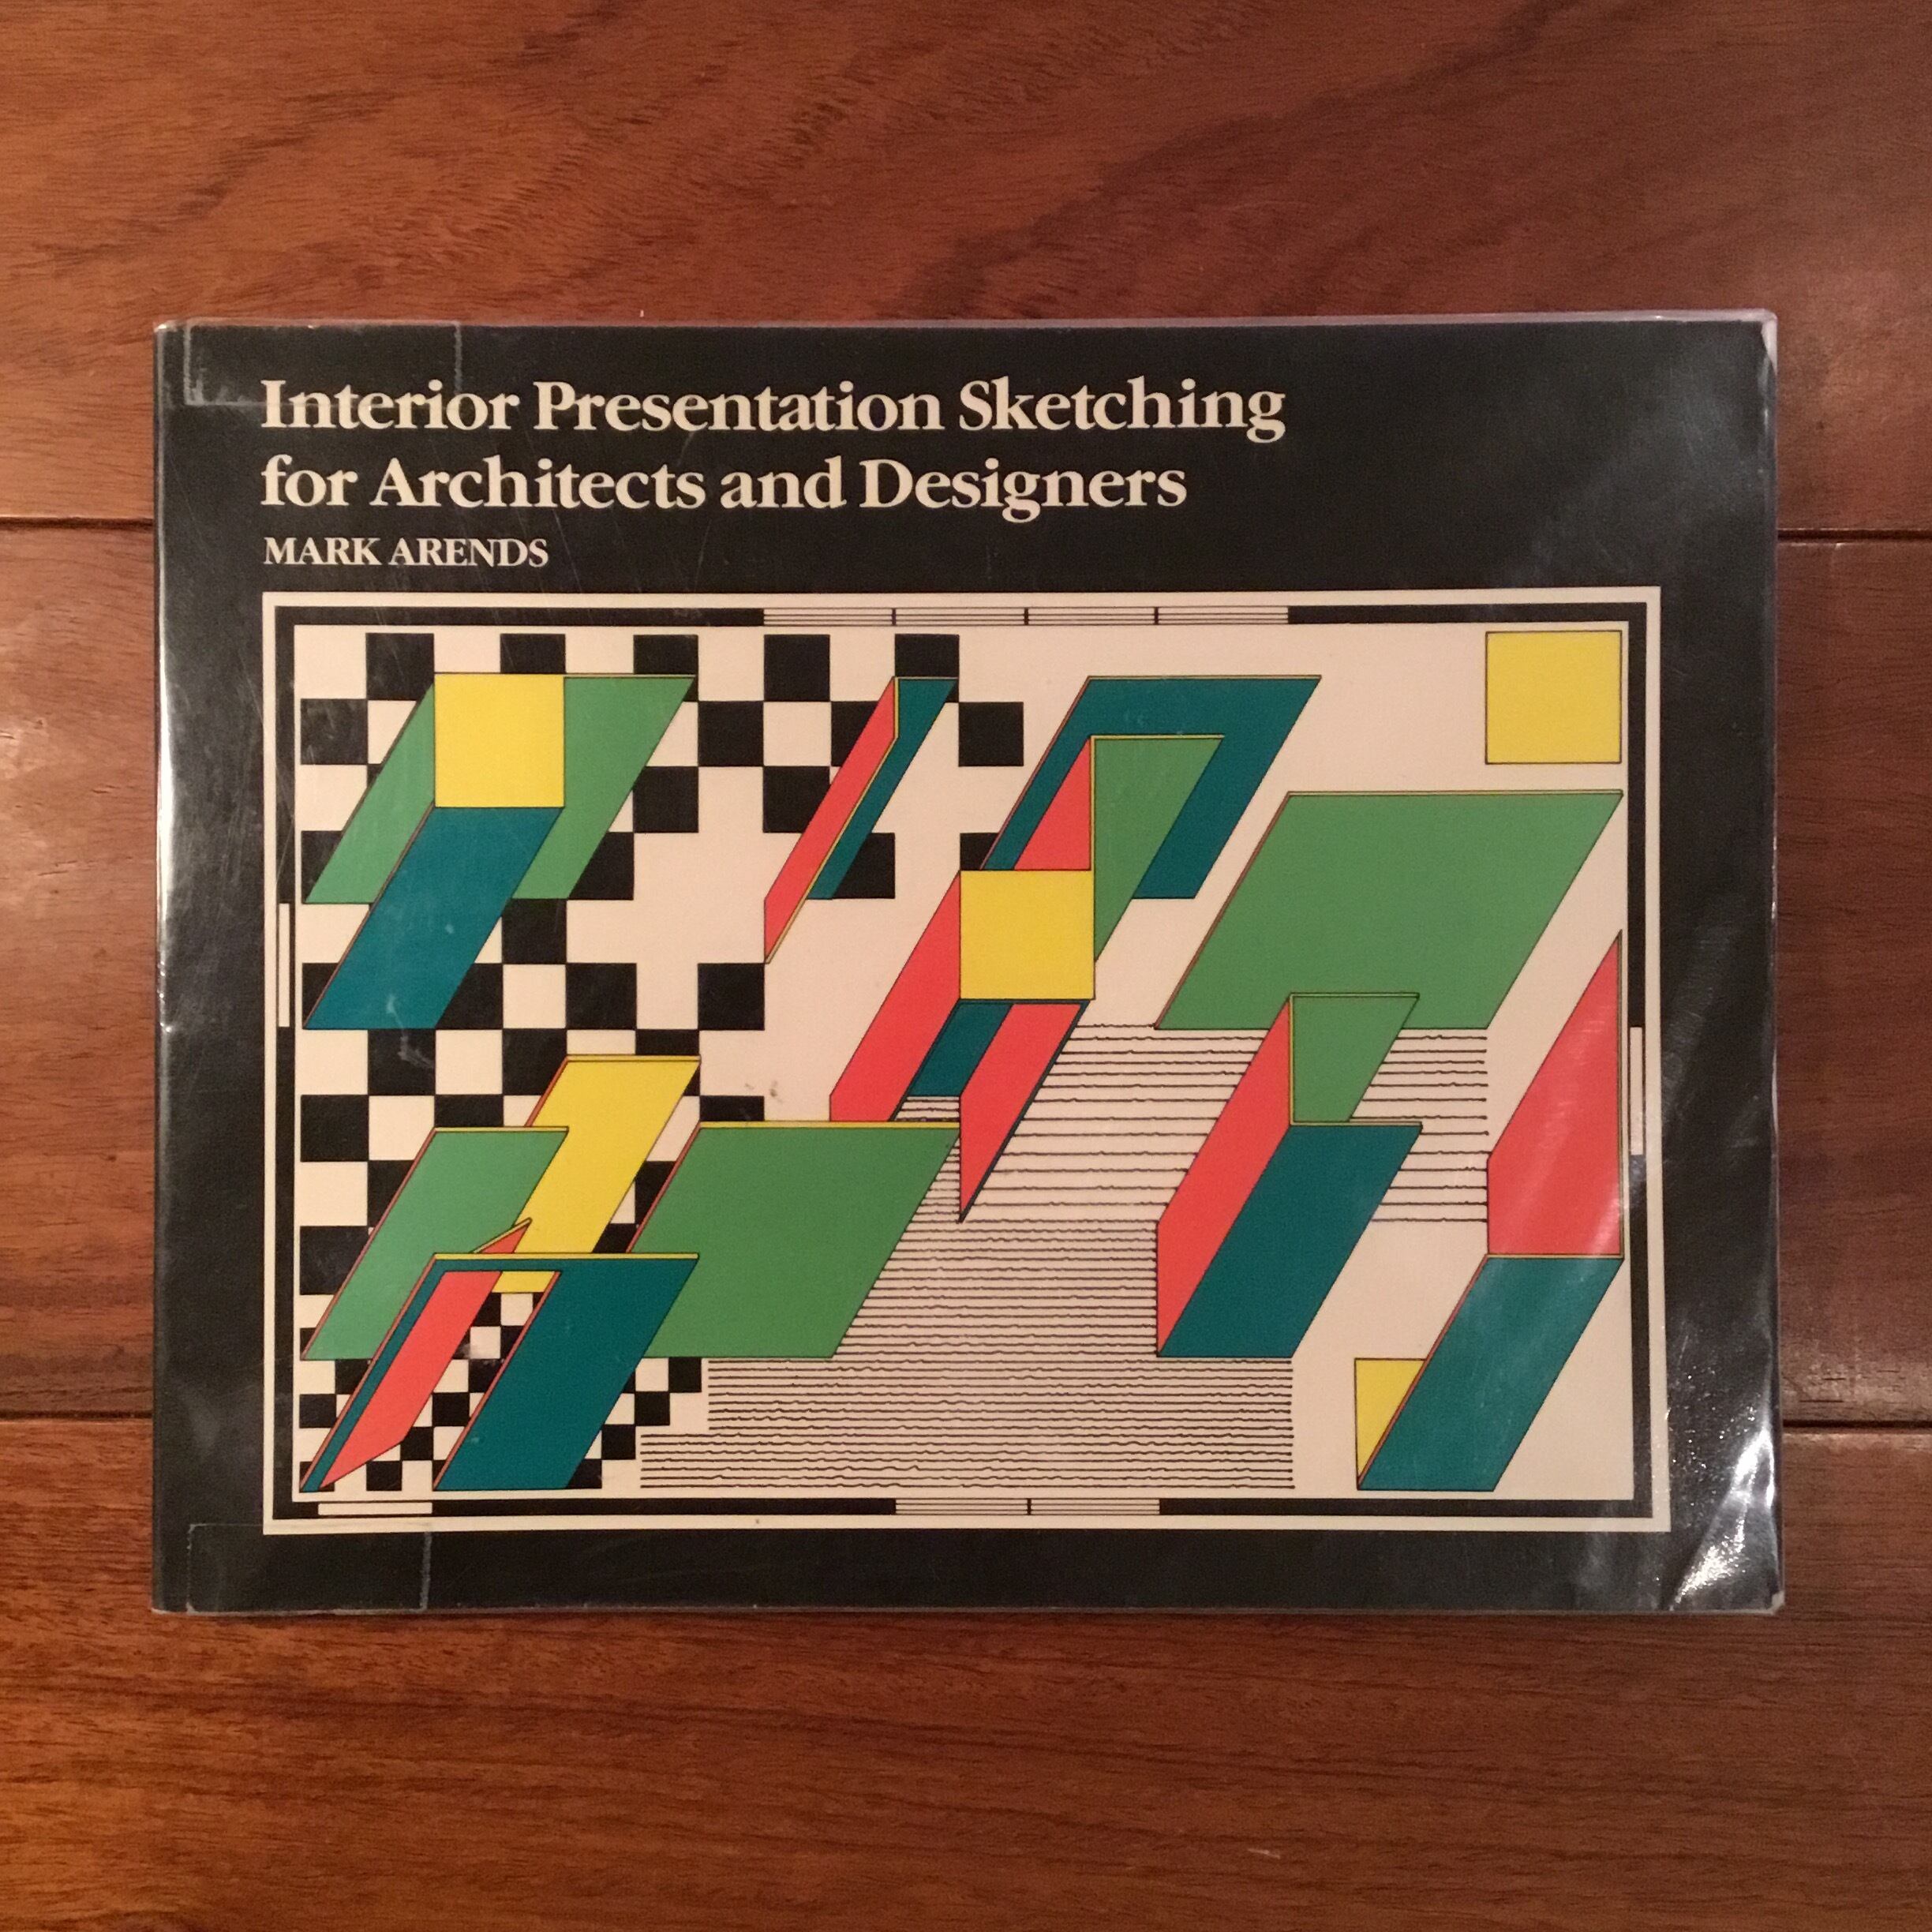 Interior Presentation Sketching
for Architects and Designers
MARK ARENDS